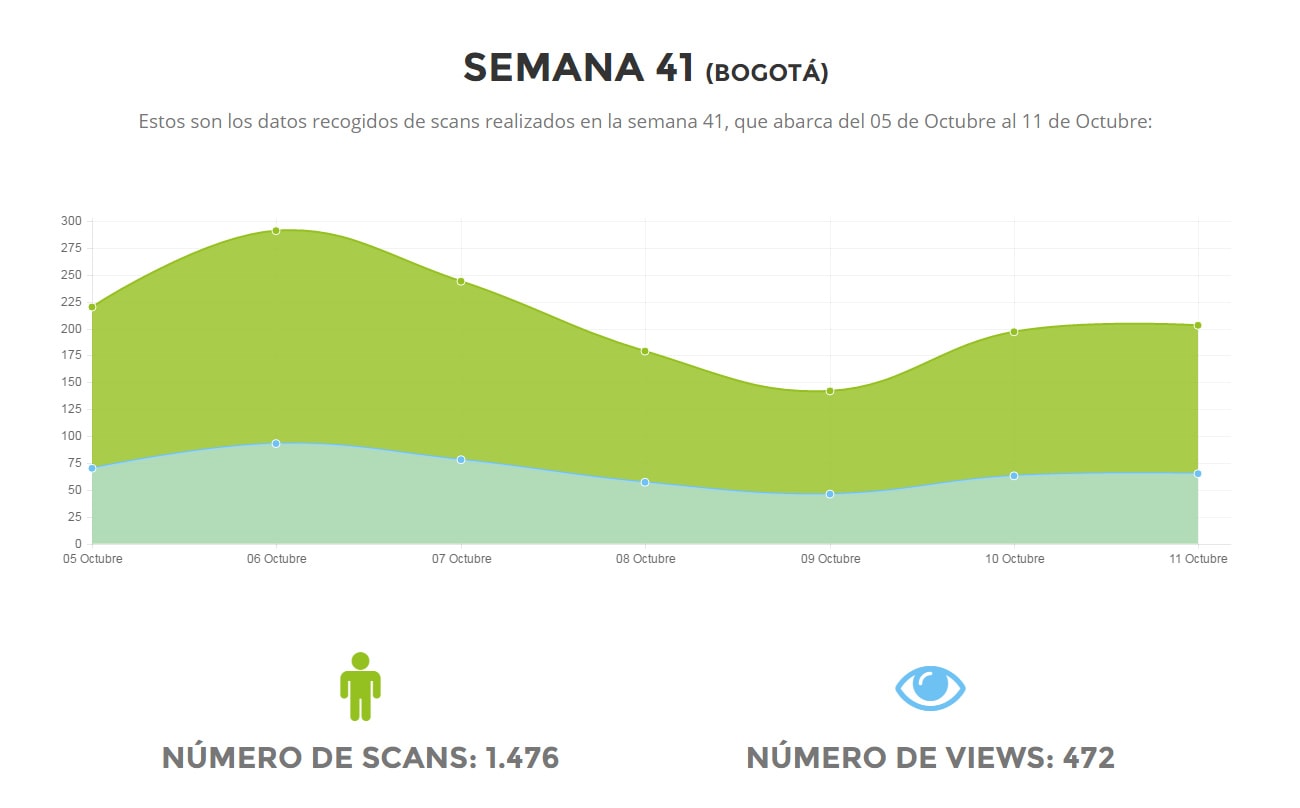 SEMANA 41 (BOGOTÁ)
Estos son los datos recogidos de scans realizados en la semana 41, que abarca del 05 de Octubre al 11 de Octubre:
300
275
250
225
200
175
150
125
100
75
50
25
0
05 Octubre 06 Octubre 07 Octubre 08 Octubre 09 Octubre 10 Octubre 11 Octubre
NÚMERO DE SCANS: 1.476
NÚMERO DE VIEWS: 472